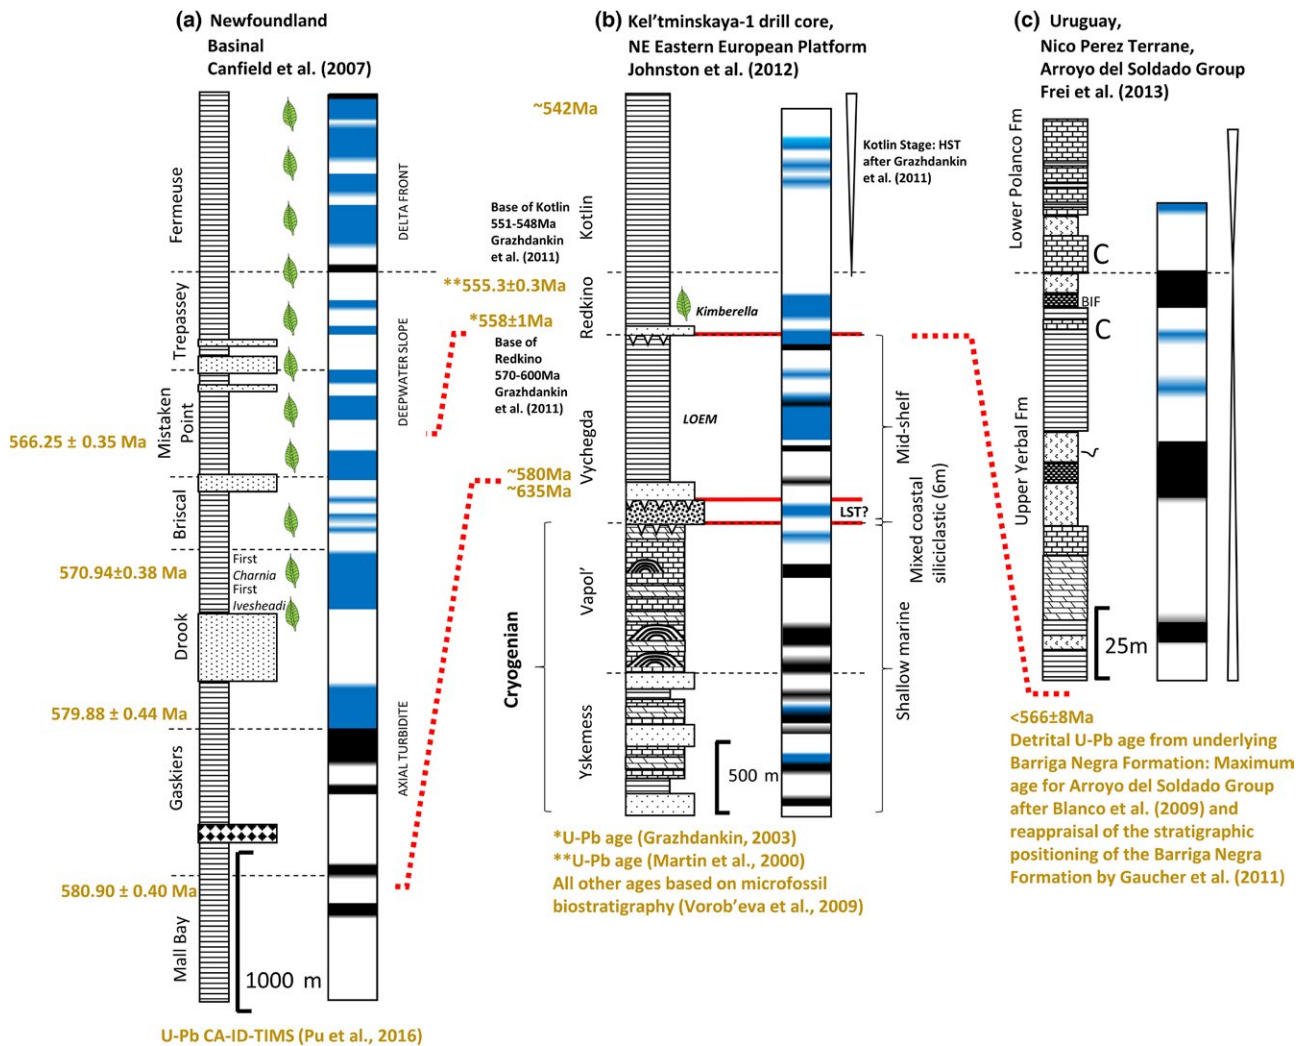 (a) Newfoundland
Basinal
Canfield et al. (2007)
Fermeuse
Trepassey
Mistaken
Point
Briscal
Drook
Gaskiers
Mall Bay
566.25 ± 0.35 Ma
570.94±0.38 Ma
579.88 ± 0.44 Ma
580.90 ± 0.40 Ma
First
Charnia
First
Ivesheadi
DELTA FRONT
DEEPWATER SLOPE
AXIAL TURBIDITE
1000 m
U-Pb CA-ID-TIMS (Pu et al., 2016)
(b) Kel'tminskaya-1 drill core,
NE Eastern European Platform
Johnston et al. (2012)
~542Ma
Base of Kotlin
551-548Ma
Grazhdankin
et al. (2011)
**555.3±0.3Ma
*558±1Ma
Base of
Redkino
570-600Ma
Grazhdankin
et al. (2011)
~580Ma
~635Ma
Cryogenian
Kotlin
Redkino
Vychegda
Vapol'
Yskemess
Kimberella
LOEM
Kotlin Stage: HST
after Grazhdankin
et al. (2011)
LST?
Mid-shelf
Mixed coastal
siliciclastic (6m)
Shallow marine
500 m
*U-Pb age (Grazhdankin, 2003)
**U-Pb age (Martin et al., 2000)
All other ages based on microfossil
biostratigraphy (Vorob'eva et al., 2009)
(c) Uruguay,
Nico Perez Terrane,
Arroyo del Soldado Group
Frei et al. (2013)
Lower Polanco Fm
Upper Yerbal Fm
C
BIF
C
25m
<566±8Ma
Detrital U-Pb age from underlying
Barriga Negra Formation: Maximum
age for Arroyo del Soldado Group
after Blanco et al. (2009) and
reappraisal of the stratigraphic
positioning of the Barriga Negra
Formation by Gaucher et al. (2011)